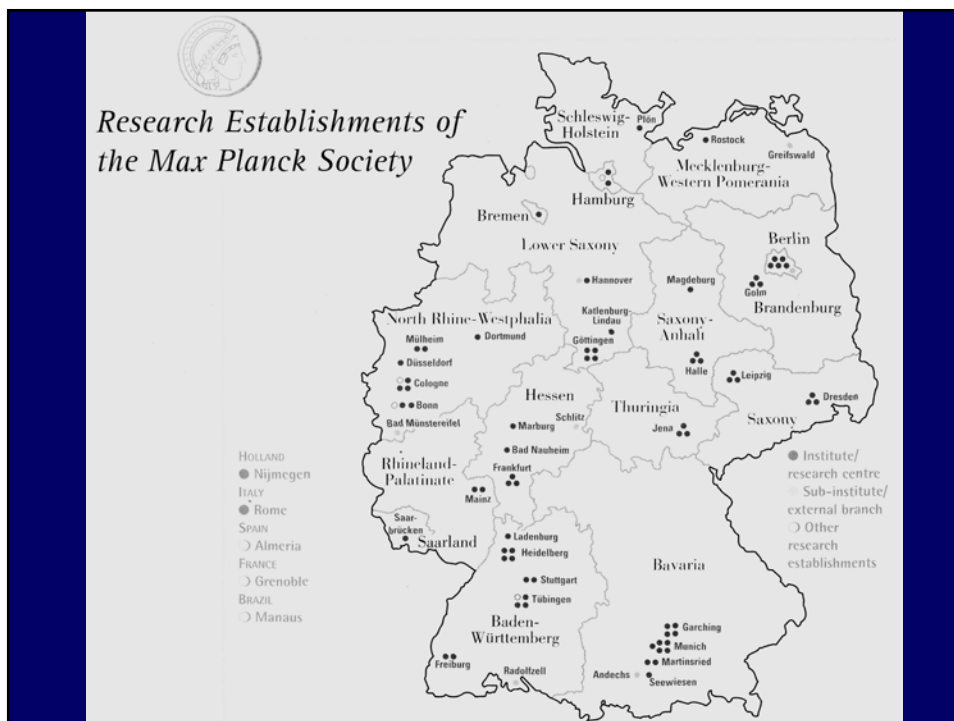 Research Establishments of
the Max Planck Society
Schleswig-
Holstein
Plön
Rostock
Greifswald
Mecklenburg-
Western Pomerania
Hamburg
Bremen
Lower Saxony
Berlin
Hannover
Magdeburg
Golm
Brandenburg
Katlenburg-
Lindau
Saxony-
Anhalt
North Rhine-Westphalia
Mülheim
Dortmund
Göttingen
Düsseldorf
Halle
Leipzig
Cologne
Hessen
Dresden
Bonn
Thuringia
Saxony
Schlitz
Bad Münstereifel
Marburg
Jena
Bad Nauheim
Rhineland-
Palatinate
Frankfurt
Mainz
HOLLAND
Nijmegen
ITALY
Rome
SPAIN
Almeria
FRANCE
Grenoble
BRAZIL
Manaus
Institute/
research centre
Sub-institute/
external branch
Other
research
establishments
Saar-
brücken
Saarland
Ladenburg
Heidelberg
Bavaria
Stuttgart
Tübingen
Baden-
Württemberg
Garching
Munich
Martinsried
Freiburg
Radolfzell
Andechs
Seewiesen